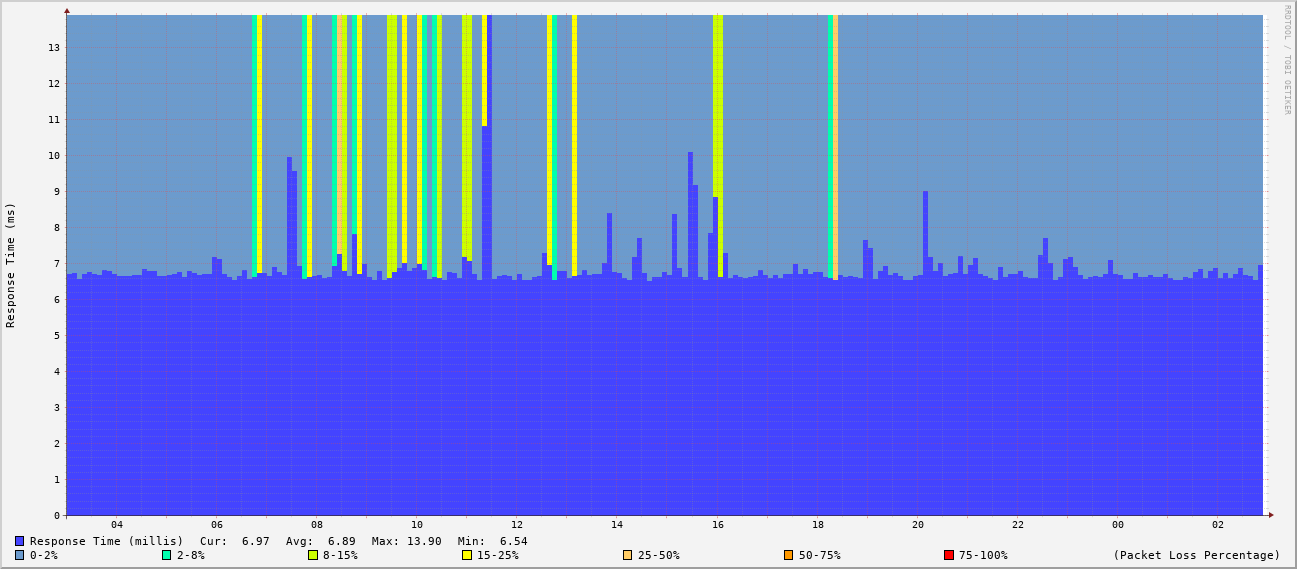 RRDTOOL / TOBI OETIKER
Response Time (ms)
13
12
11
10
9
8
7
6
5
4
3
2
1
0
04 06 08 10 12 14 16 18 20 22 00 02
Response Time (millis) Cur: 6.97 Avg: 6.89 Max: 13.90 Min: 6.54
0-2% 2-8% 8-15% 15-25% 25-50% 50-75% 75-100% (Packet Loss Percentage)